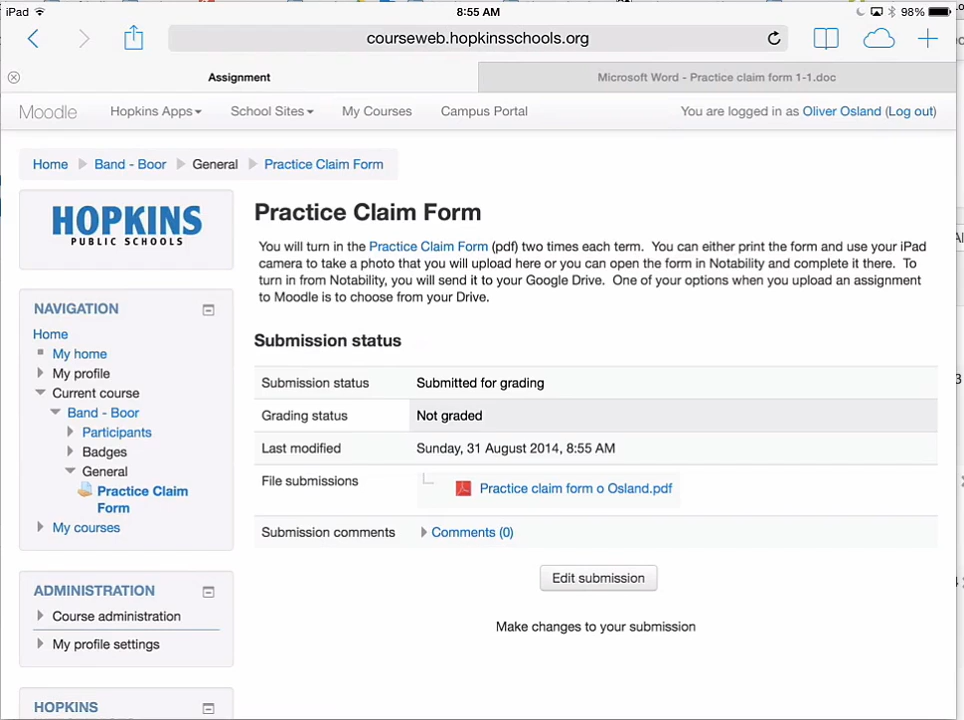 iPad 8:55 AM 98%
courseweb.hopkinsschools.org
Assignment Microsoft Word - Practice claim form 1-1.doc
Moodle Hopkins Apps School Sites My Courses Campus Portal You are logged in as Oliver Osland (Log out)
Home Band - Boor General Practice Claim Form
HOPKINS
PUBLIC SCHOOLS
Practice Claim Form
You will turn in the Practice Claim Form (pdf) two times each term. You can either print the form and use your iPad
camera to take a photo that you will upload here or you can open the form in Notability and complete it there. To
turn in from Notability, you will send it to your Google Drive. One of your options when you upload an assignment
to Moodle is to choose from your Drive.
NAVIGATION
Home
My home
My profile
Current course
Band - Boor
Participants
Badges
General
Practice Claim
Form
My courses
Submission status
Submission status Submitted for grading
Grading status Not graded
Last modified Sunday, 31 August 2014, 8:55 AM
File submissions Practice claim form o Osland.pdf
Submission comments Comments (0)
Edit submission
Make changes to your submission
ADMINISTRATION
Course administration
My profile settings
HOPKINS